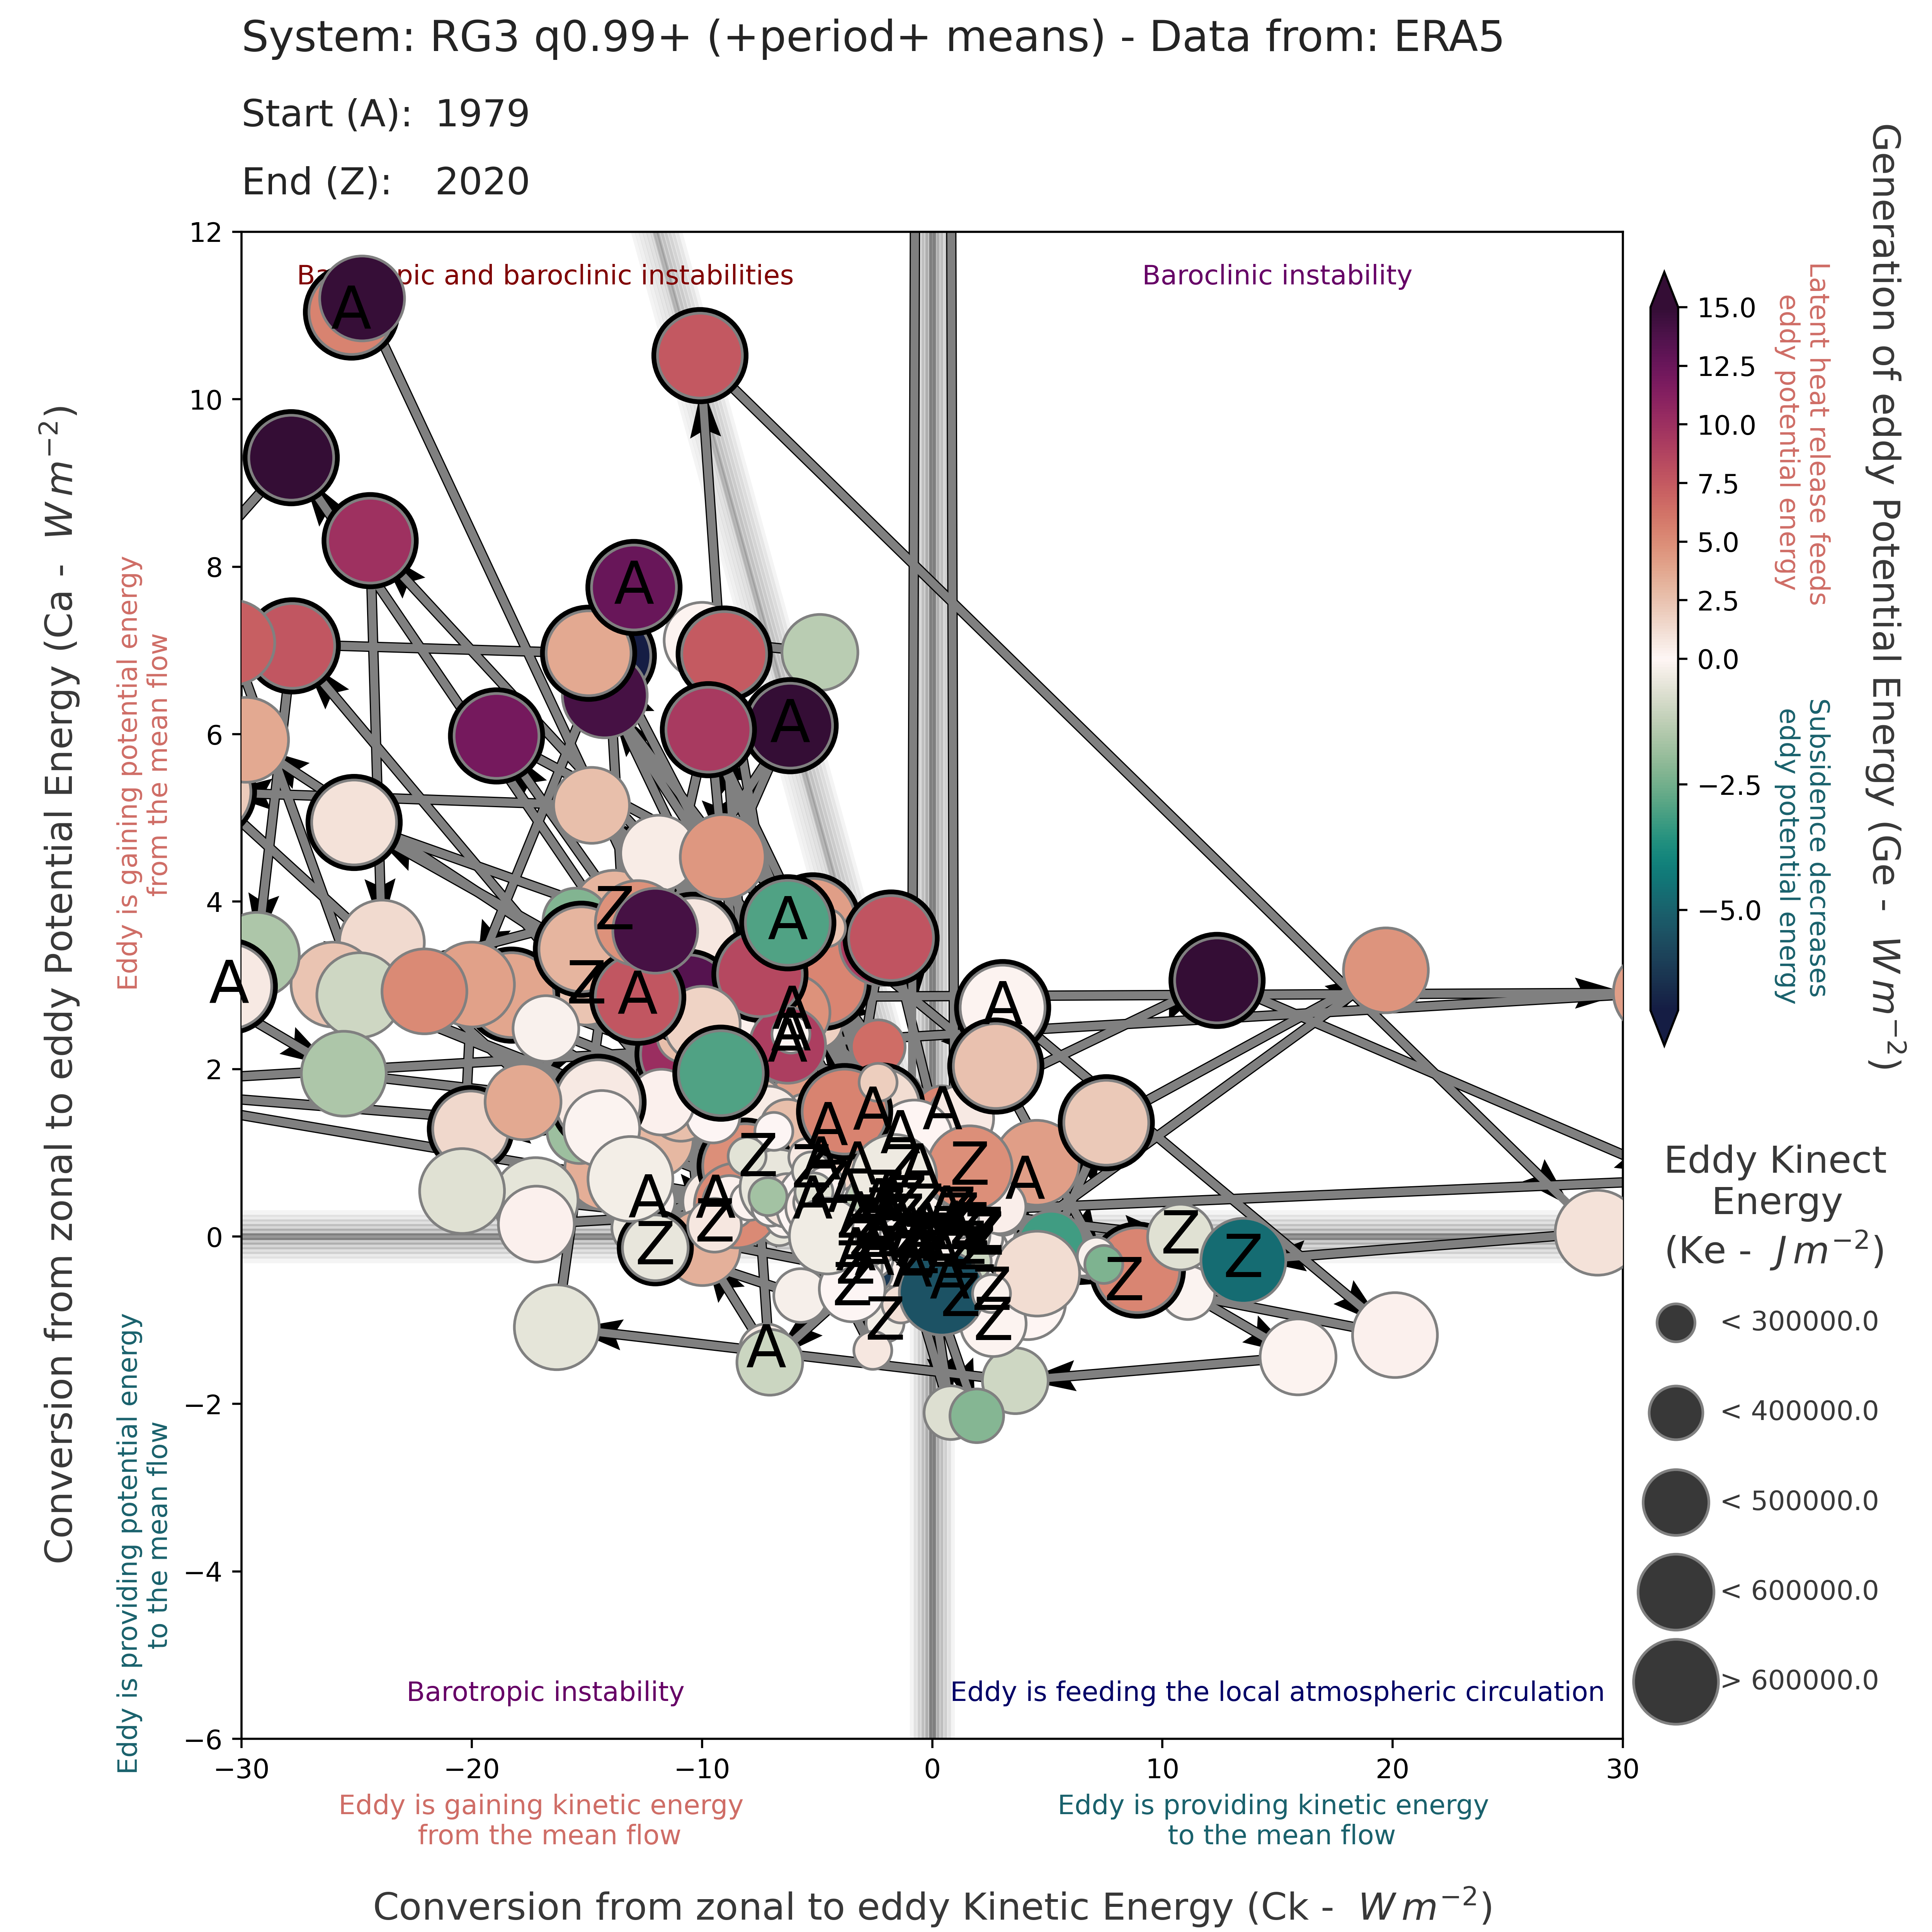 System: RG3 q0.99+ (+period+ means) - Data from: ERA5
Start (A): 1979
End (Z): 2020
Barotropic and baroclinic instabilities
Baroclinic instability
Barotropic instability
Eddy is feeding the local atmospheric circulation
12
10
8
6
4
2
0
−2
−4
−6
−30
−20
−10
0
10
20
30
Conversion from zonal to eddy Potential Energy (Ca - W m⁻²)
Eddy is gaining potential energy
from the mean flow
Eddy is providing potential energy
to the mean flow
Eddy is gaining kinetic energy
from the mean flow
Eddy is providing kinetic energy
to the mean flow
Conversion from zonal to eddy Kinetic Energy (Ck - W m⁻²)
15.0
12.5
10.0
7.5
5.0
2.5
0.0
−2.5
−5.0
Latent heat release feeds
eddy potential energy
Subsidence decreases
eddy potential energy
Generation of eddy Potential Energy (Ge - W m⁻²)
Eddy Kinect
Energy
(Ke - J m⁻²)
< 300000.0
< 400000.0
< 500000.0
< 600000.0
> 600000.0
A
A
A
A
A
A
A
Z
Z
A
A
A
Z
Z
Z
Z
Z
Z
A